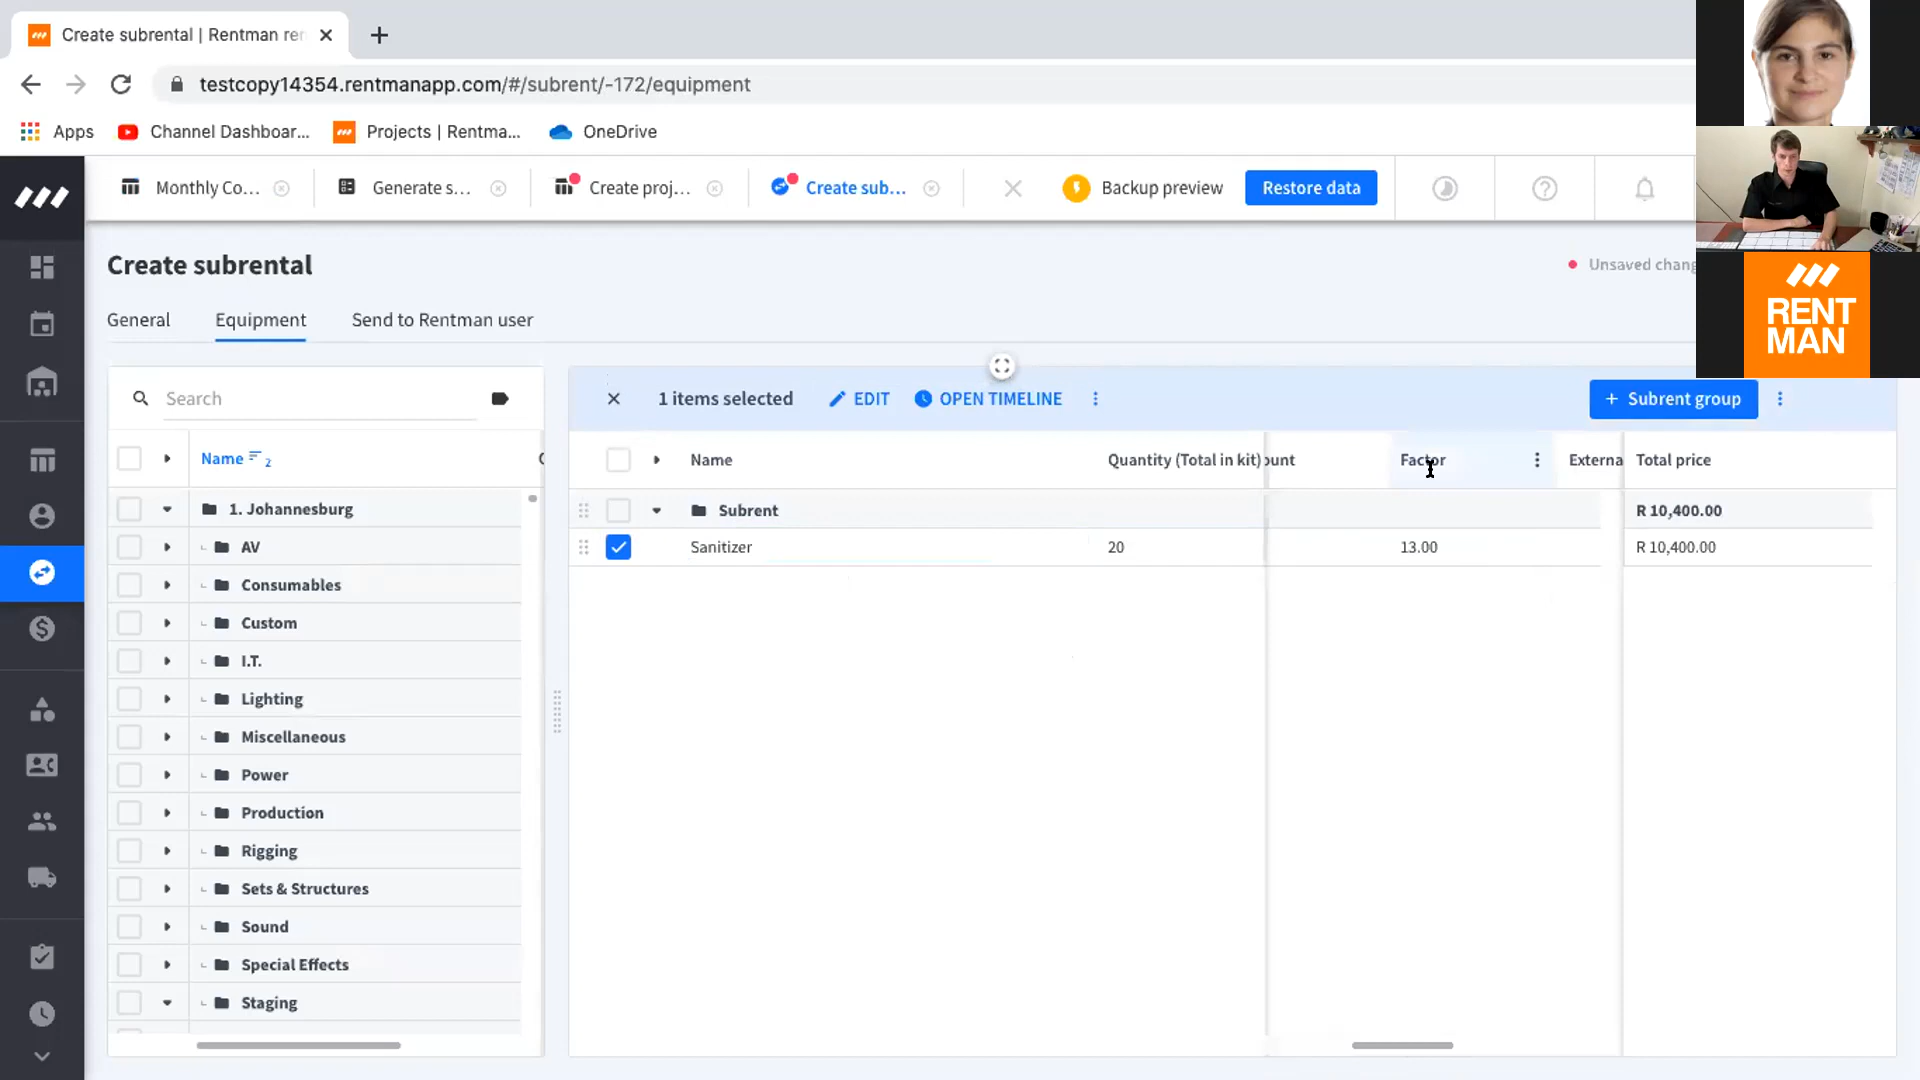 Create subrental | Rentman ren
testcopy14354.rentmanapp.com/#/subrent/-172/equipment
Apps
Channel Dashboar...
Projects | Rentma...
OneDrive
Monthly Co...
Generate s...
Create proj...
Create sub...
Backup preview
Restore data
Create subrental
Unsaved chang
RENT
MAN
General
Equipment
Send to Rentman user
Search
1 items selected
EDIT
OPEN TIMELINE
+ Subrent group
Name 2
Name
Quantity (Total in kit)
ount
Factor
Externa
Total price
1. Johannesburg
AV
Consumables
Custom
I.T.
Lighting
Miscellaneous
Power
Production
Rigging
Sets & Structures
Sound
Special Effects
Staging
Subrent
R 10,400.00
Sanitizer
20
13.00
R 10,400.00